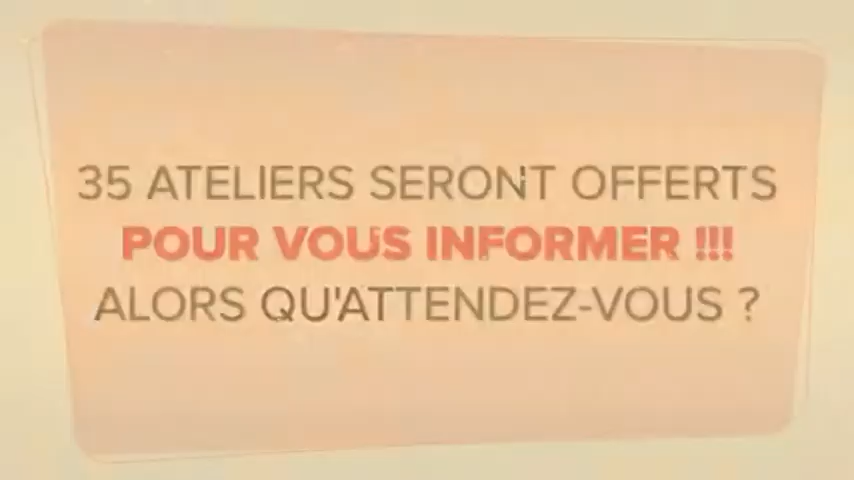 35 ATELIERS SERONT OFFERTS
POUR VOUS INFORMER !!!
ALORS QU'ATTENDEZ-VOUS ?